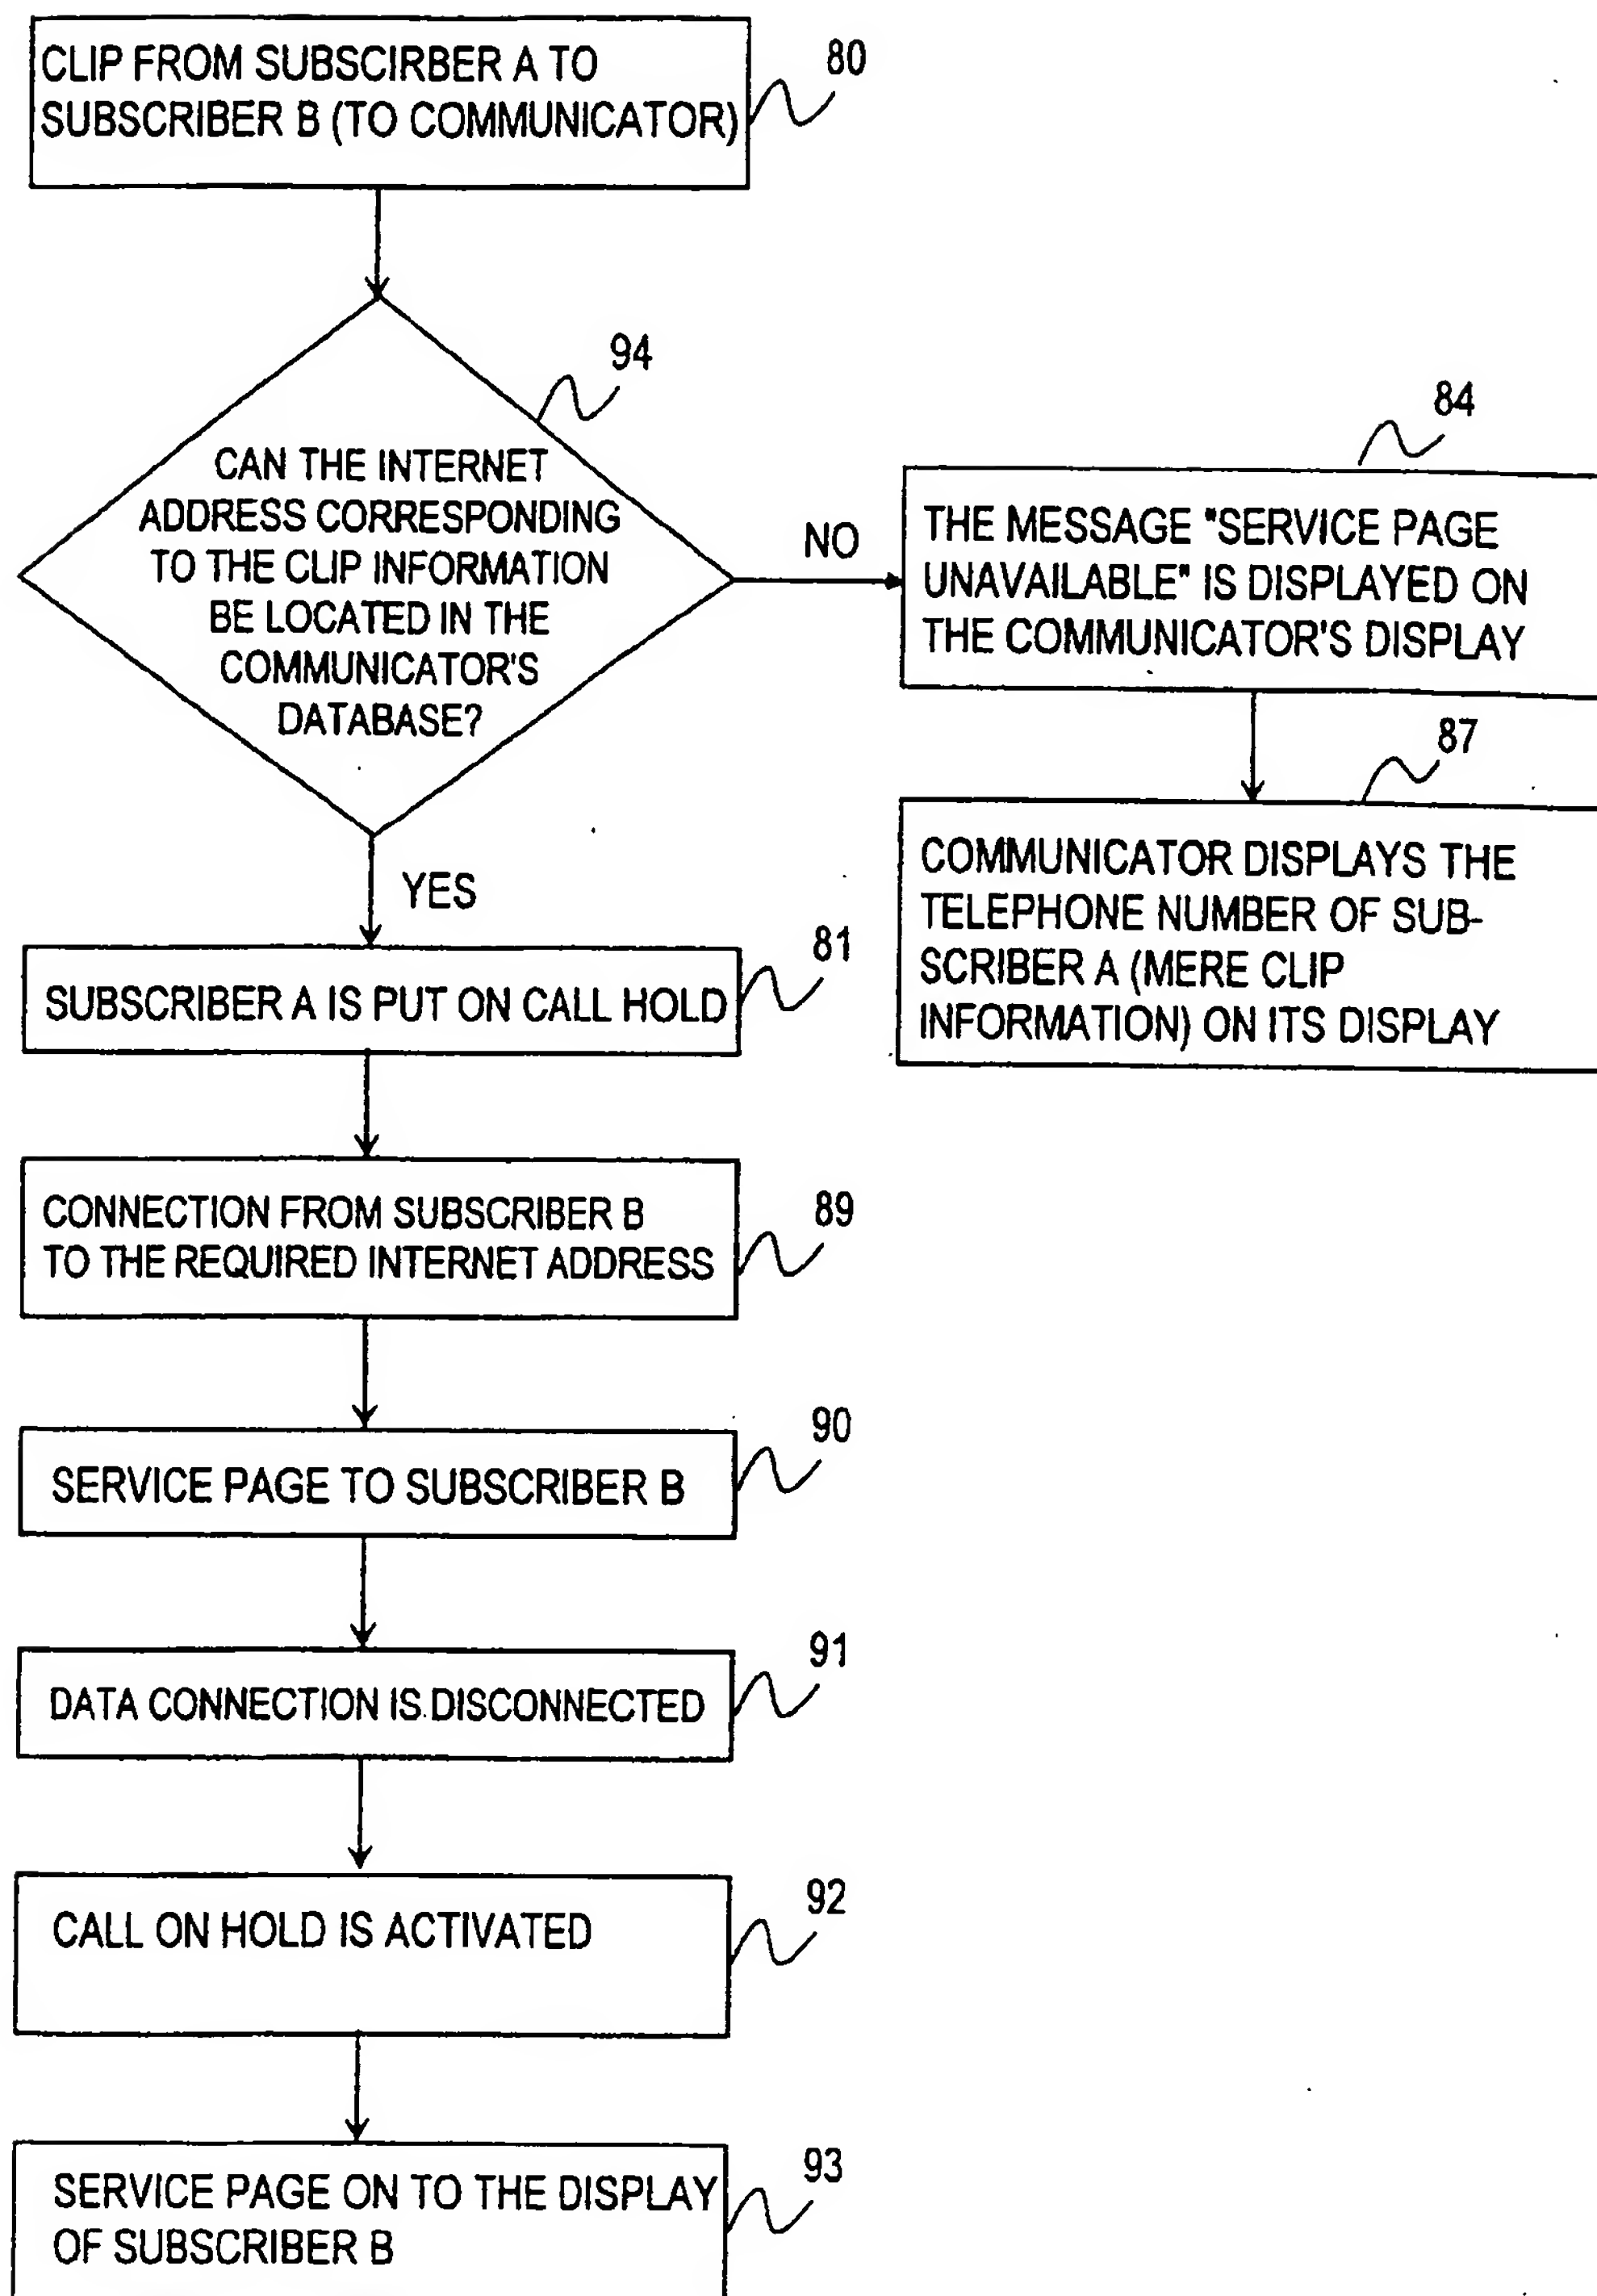 CLIP FROM SUBSCIRBER A TO
SUBSCRIBER B (TO COMMUNICATOR)
80
94
CAN THE INTERNET
ADDRESS CORRESPONDING
TO THE CLIP INFORMATION
BE LOCATED IN THE
COMMUNICATOR'S
DATABASE?
NO
84
THE MESSAGE "SERVICE PAGE
UNAVAILABLE" IS DISPLAYED ON
THE COMMUNICATOR'S DISPLAY
87
COMMUNICATOR DISPLAYS THE
TELEPHONE NUMBER OF SUB-
SCRIBER A (MERE CLIP
INFORMATION) ON ITS DISPLAY
YES
81
SUBSCRIBER A IS PUT ON CALL HOLD
89
CONNECTION FROM SUBSCRIBER B
TO THE REQUIRED INTERNET ADDRESS
90
SERVICE PAGE TO SUBSCRIBER B
91
DATA CONNECTION IS DISCONNECTED
92
CALL ON HOLD IS ACTIVATED
93
SERVICE PAGE ON TO THE DISPLAY
OF SUBSCRIBER B